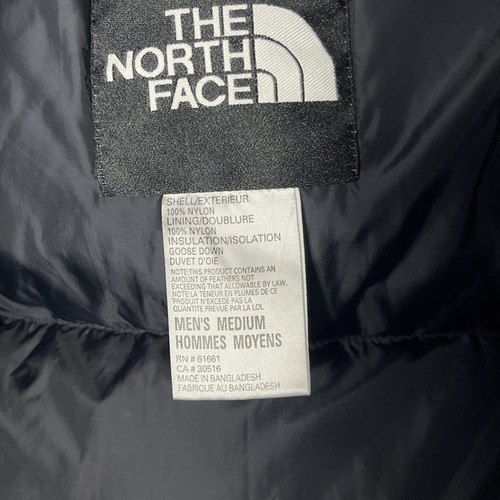 THE
NORTH
FACE
SHELL/EXTERIEUR
100% NYLON
LINING/DOUBLURE
100% NYLON
INSULATION/ISOLATION
GOOSE DOWN
DUVET D'OIE
NOTE:THIS PRODUCT CONTAINS AN
AMOUNT OF FEATHERS NOT
EXCEEDING THAT ALLOWABLE BY LAW.
NOTE:LA TENEUR EN PLUMES DE CE
PRODUIT N'EXCEDE PAS LA
QUANTITE PREVUE PAR LA LOL
MEN'S MEDIUM
HOMMES MOYENS
RN # 61661
CA # 30516
MADE IN BANGLADESH
FABRIQUE AU BANGLADESH